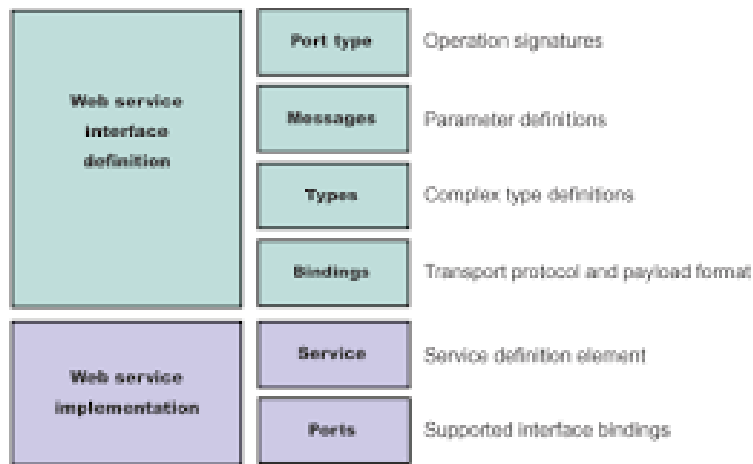 Web service
interface
definition
Port type
Operation signatures
Messages
Parameter definitions
Types
Complex type definitions
Bindings
Transport protocol and payload format
Web service
implementation
Service
Service definition element
Ports
Supported interface bindings